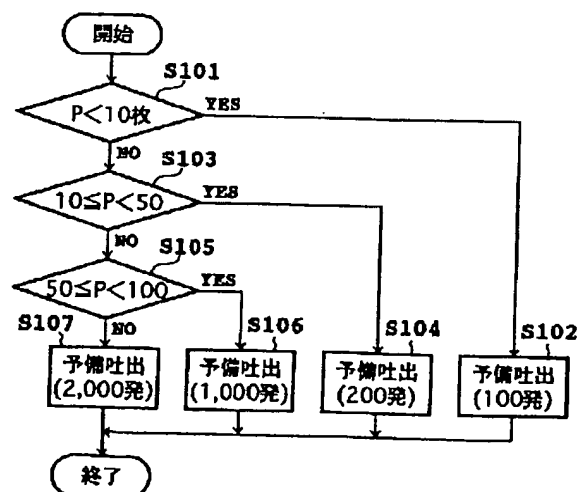 開始
S101
P<10枚
YES
NO
S103
10≦P<50
YES
NO
S105
50≦P<100
YES
NO
S107
S106
S104
S102
予備吐出
(2,000発)
予備吐出
(1,000発)
予備吐出
(200発)
予備吐出
(100発)
終了